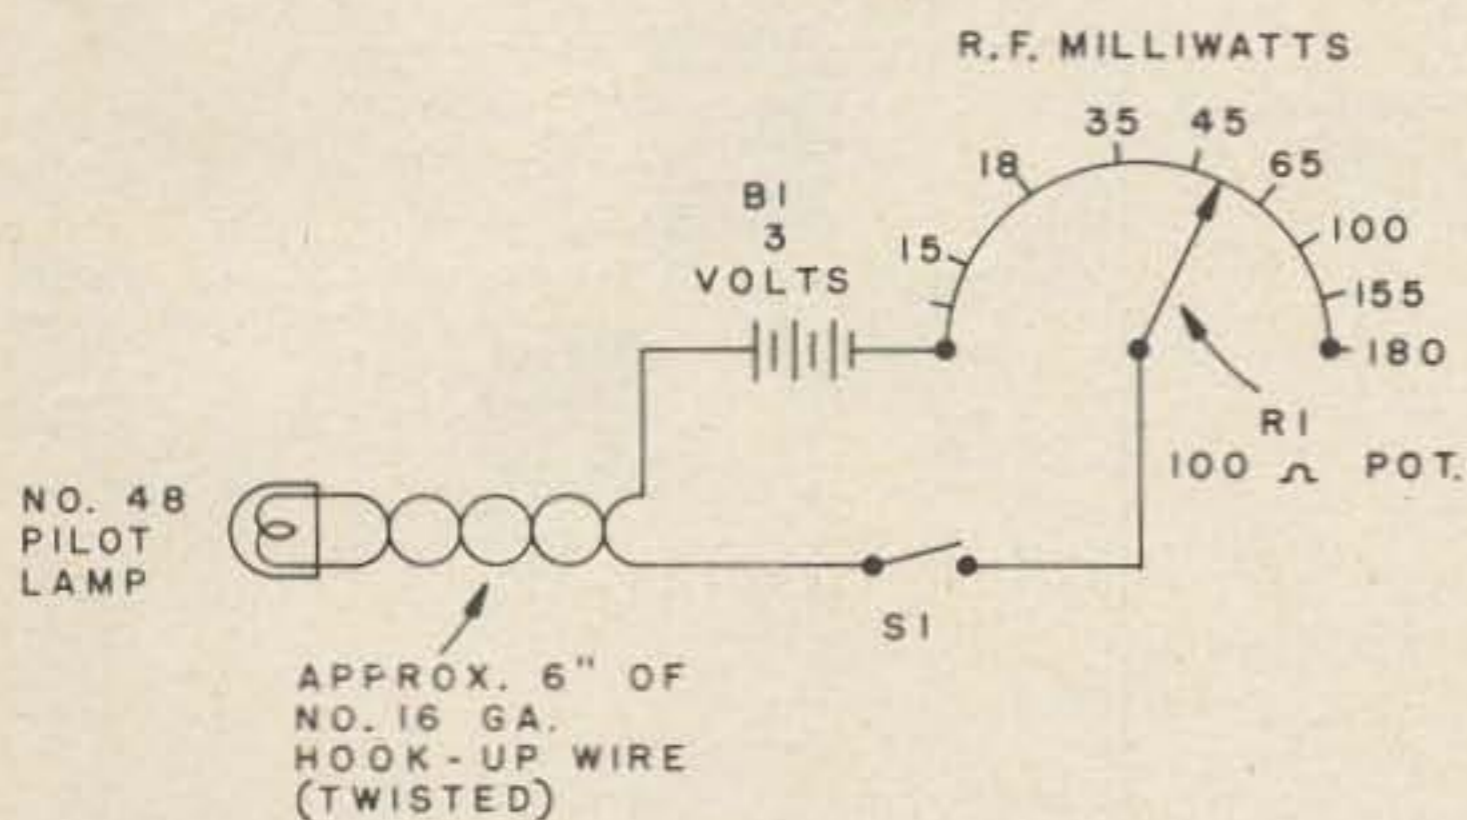 R.F. MILLIWATTS
35 45
18 65
B1
3
VOLTS
15 100
155
180
R1
100 Ω POT.
NO. 48
PILOT
LAMP
S1
APPROX. 6" OF
NO. 16 GA.
HOOK-UP WIRE
(TWISTED)